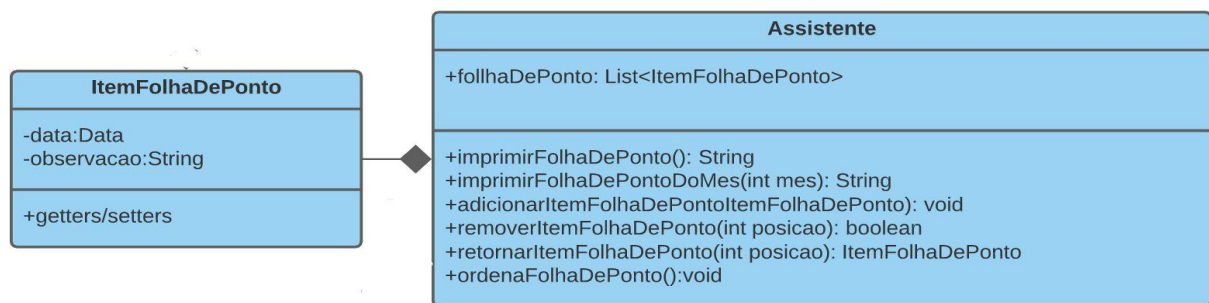 ItemFolhaDePonto
-data:Data
-observacao:String
+getters/setters
Assistente
+follhaDePonto: List<ItemFolhaDePonto>
+imprimirFolhaDePonto(): String
+imprimirFolhaDePontoDoMes(int mes): String
+adicionarItemFolhaDePontoItemFolhaDePonto): void
+removerItemFolhaDePonto(int posicao): boolean
+retornarItemFolhaDePonto(int posicao): ItemFolhaDePonto
+ordenaFolhaDePonto():void